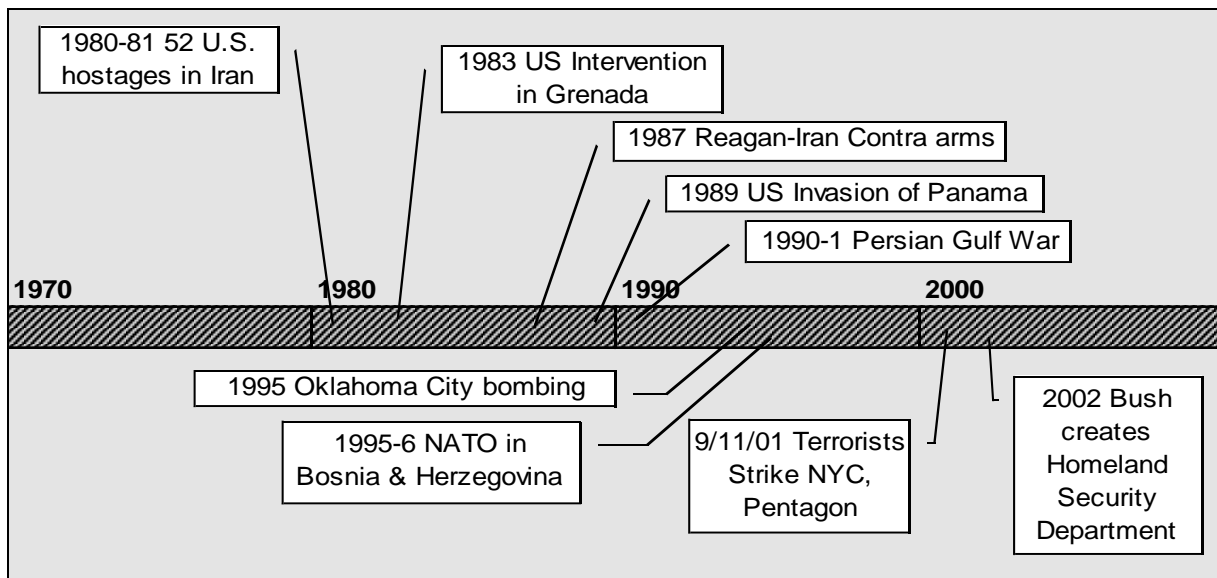 1980-81 52 U.S.
hostages in Iran
1983 US Intervention
in Grenada
1987 Reagan-Iran Contra arms
1989 US Invasion of Panama
1990-1 Persian Gulf War
1970
1980
1990
2000
1995 Oklahoma City bombing
1995-6 NATO in
Bosnia & Herzegovina
9/11/01 Terrorists
Strike NYC,
Pentagon
2002 Bush
creates
Homeland
Security
Department